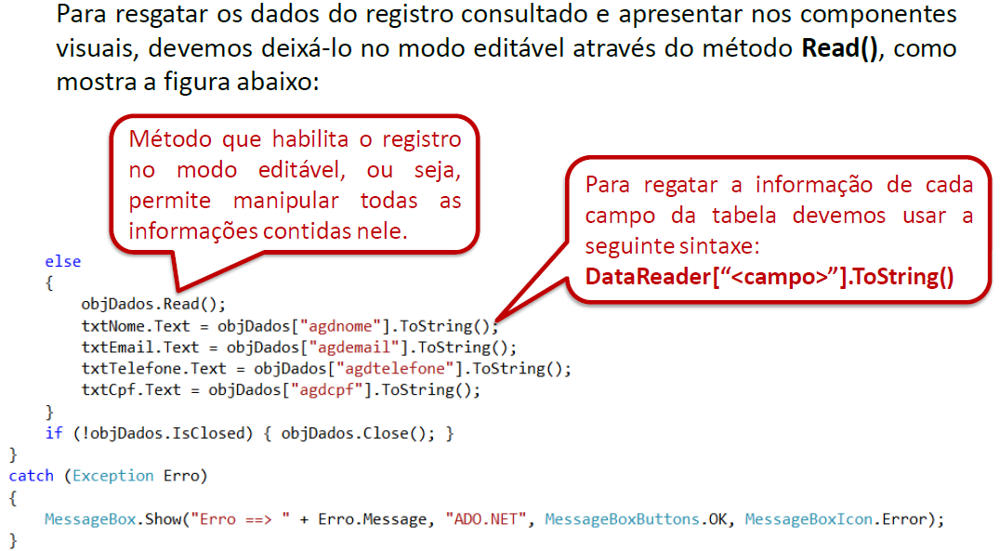 Para resgatar os dados do registro consultado e apresentar nos componentes
visuais, devemos deixá-lo no modo editável através do método Read(), como
mostra a figura abaixo:
Método que habilita o registro
no modo editável, ou seja,
permite manipular todas as
informações contidas nele.
Para regatar a informação de cada
campo da tabela devemos usar a
seguinte sintaxe:
DataReader[“<campo>”].ToString()
else
{
objDados.Read();
txtNome.Text = objDados["agdnome"].ToString();
txtEmail.Text = objDados["agdemail"].ToString();
txtTelefone.Text = objDados["agdtelefone"].ToString();
txtCpf.Text = objDados["agdcpf"].ToString();
}
if (!objDados.IsClosed) { objDados.Close(); }
}
catch (Exception Erro)
{
MessageBox.Show("Erro ==> " + Erro.Message, "ADO.NET", MessageBoxButtons.OK, MessageBoxIcon.Error);
}